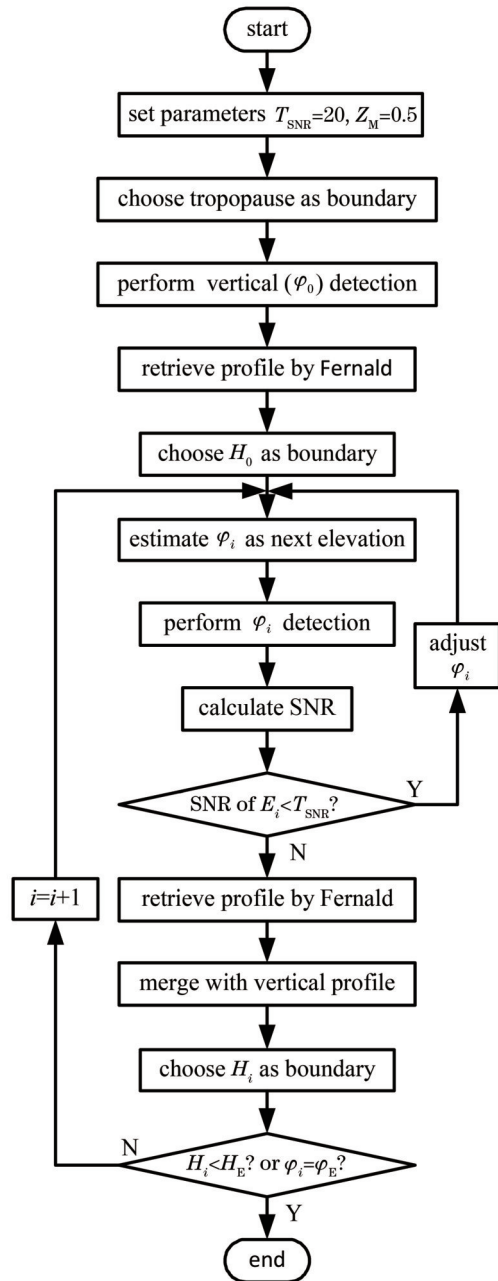 start
set parameters T_SNR=20, Z_M=0.5
choose tropopause as boundary
perform vertical (φ_0) detection
retrieve profile by Fernald
choose H_0 as boundary
estimate φ_i as next elevation
perform φ_i detection
adjust
φ_i
calculate SNR
SNR of E_i<T_SNR?
Y
N
i=i+1
retrieve profile by Fernald
merge with vertical profile
choose H_i as boundary
N
H_i<H_E? or φ_i=φ_E?
Y
end